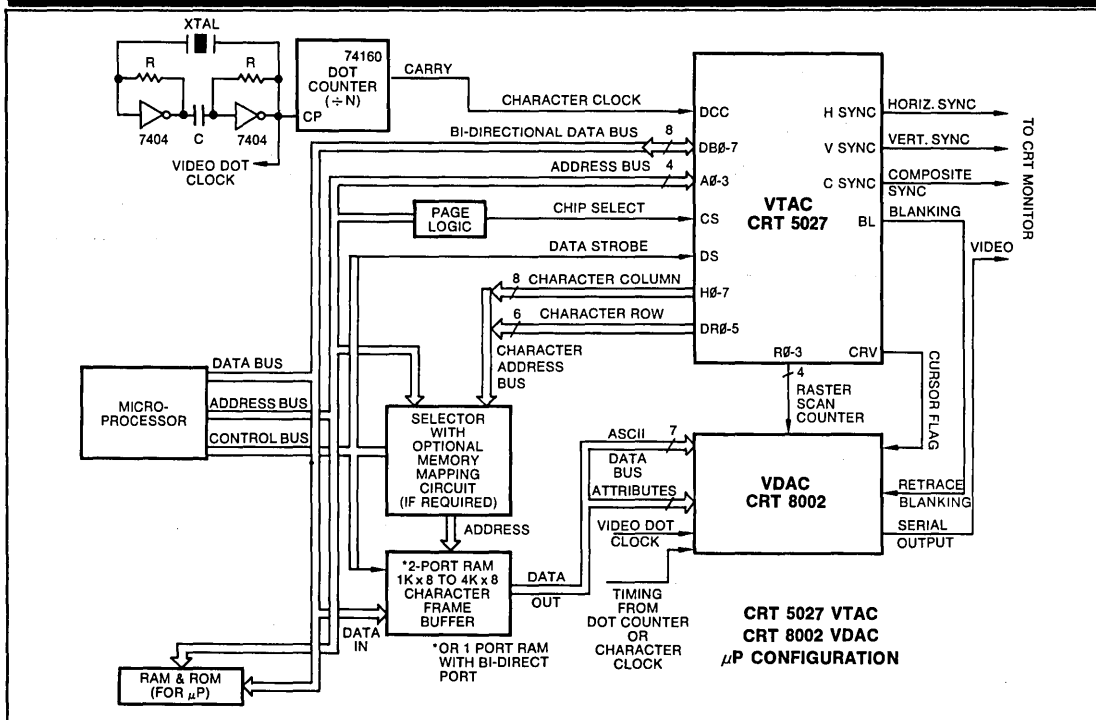 XTAL
R
R
7404
C
7404
VIDEO DOT
CLOCK
74160
DOT
COUNTER
(÷N)
CP
CARRY
CHARACTER CLOCK
BI-DIRECTIONAL DATA BUS
8
ADDRESS BUS
4
PAGE
LOGIC
CHIP SELECT
DATA STROBE
8
CHARACTER COLUMN
6
CHARACTER ROW
CHARACTER
ADDRESS
BUS
DCC
DBØ-7
AØ-3
CS
DS
HØ-7
DRØ-5
VTAC
CRT 5027
H SYNC
V SYNC
C SYNC
BL
RØ-3
CRV
HORIZ. SYNC
VERT. SYNC
COMPOSITE
SYNC
BLANKING
VIDEO
TO CRT MONITOR
4
RASTER
SCAN
COUNTER
CURSOR
FLAG
MICRO-
PROCESSOR
DATA BUS
ADDRESS BUS
CONTROL BUS
SELECTOR
WITH
OPTIONAL
MEMORY
MAPPING
CIRCUIT
(IF REQUIRED)
ADDRESS
ASCII
7
DATA
BUS
ATTRIBUTES
VIDEO DOT
CLOCK
VDAC
CRT 8002
RETRACE
BLANKING
SERIAL
OUTPUT
*2-PORT RAM
1K x 8 TO 4K x 8
CHARACTER
FRAME
BUFFER
DATA
OUT
DATA
IN
*OR 1 PORT RAM
WITH BI-DIRECT
PORT
TIMING
FROM
DOT COUNTER
OR
CHARACTER
CLOCK
RAM & ROM
(FOR μP)
CRT 5027 VTAC
CRT 8002 VDAC
μP CONFIGURATION